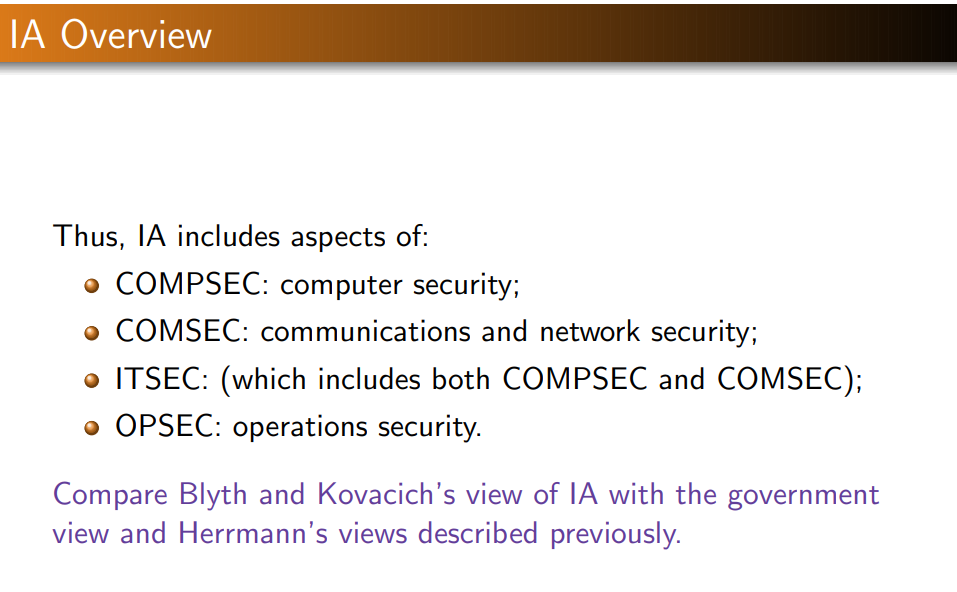 IA Overview
Thus, IA includes aspects of:
COMPSEC: computer security;
COMSEC: communications and network security;
ITSEC: (which includes both COMPSEC and COMSEC);
OPSEC: operations security.
Compare Blyth and Kovacich's view of IA with the government
view and Herrmann's views described previously.